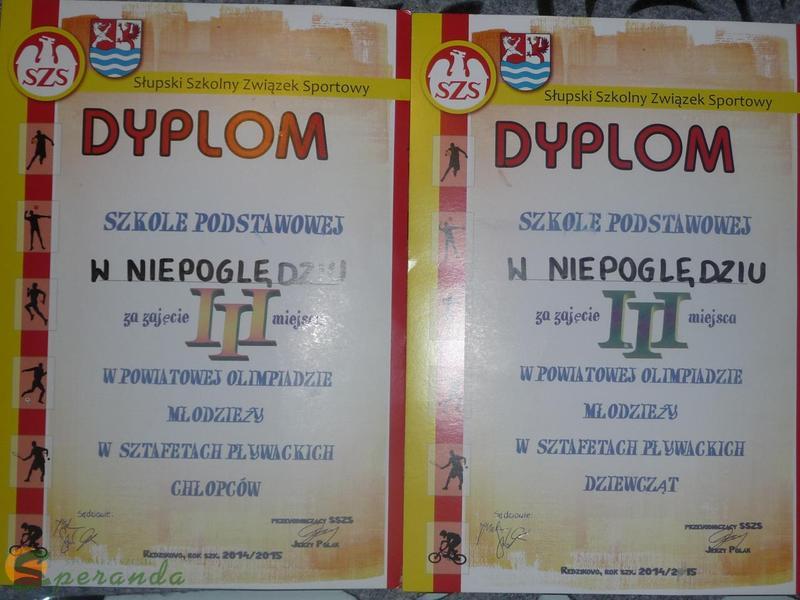 SZS
Słupski Szkolny Związek Sportowy
DYPLOM
SZKOLE PODSTAWOWEJ
W NIEPOGLĘDZIU
za zajęcie III miejsca
W POWIATOWEJ OLIMPIADZIE
MŁODZIEŻY
W SZTAFETACH PŁYWACKICH
CHŁOPCÓW
Sędziowie:
PRZEWODNICZĄCY SSZS
JERZY POLAK
REDZIKOWO, ROK SZK. 2014/2015
SZS
Słupski Szkolny Związek Sportowy
DYPLOM
SZKOLE PODSTAWOWEJ
W NIEPOGLĘDZIU
za zajęcie III miejsca
W POWIATOWEJ OLIMPIADZIE
MŁODZIEŻY
W SZTAFETACH PŁYWACKICH
DZIEWCZĄT
Sędziowie:
PRZEWODNICZĄCY SSZS
JERZY POLAK
REDZIKOWO, ROK SZK. 2014/2015
Speranda